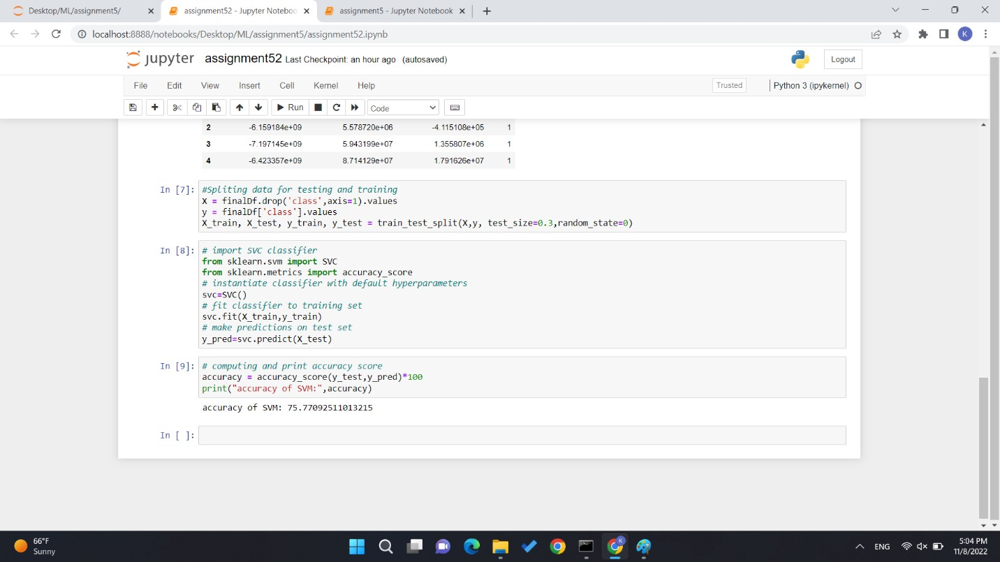 Desktop/ML/assignment5/
assignment52 - Jupyter Noteboo
assignment5 - Jupyter Notebook
localhost:8888/notebooks/Desktop/ML/assignment5/assignment52.ipynb
K
jupyter assignment52 Last Checkpoint: an hour ago (autosaved)
Logout
File Edit View Insert Cell Kernel Help
Trusted
Python 3 (ipykernel)
Run
Code
2 -6.159184e+09 5.578720e+06 -4.115108e+05 1
3 -7.197145e+09 5.943199e+07 1.355807e+06 1
4 -6.423357e+09 8.714129e+07 1.791626e+07 1
In [7]: #Spliting data for testing and training
X = finalDf.drop('class',axis=1).values
y = finalDf['class'].values
X_train, X_test, y_train, y_test = train_test_split(X,y, test_size=0.3,random_state=0)
In [8]: # import SVC classifier
from sklearn.svm import SVC
from sklearn.metrics import accuracy_score
# instantiate classifier with default hyperparameters
svc=SVC()
# fit classifier to training set
svc.fit(X_train,y_train)
# make predictions on test set
y_pred=svc.predict(X_test)
In [9]: # computing and print accuracy score
accuracy = accuracy_score(y_test,y_pred)*100
print("accuracy of SVM:",accuracy)
accuracy of SVM: 75.77092511013215
In [ ]:
66°F
Sunny
K
ENG
5:04 PM
11/8/2022